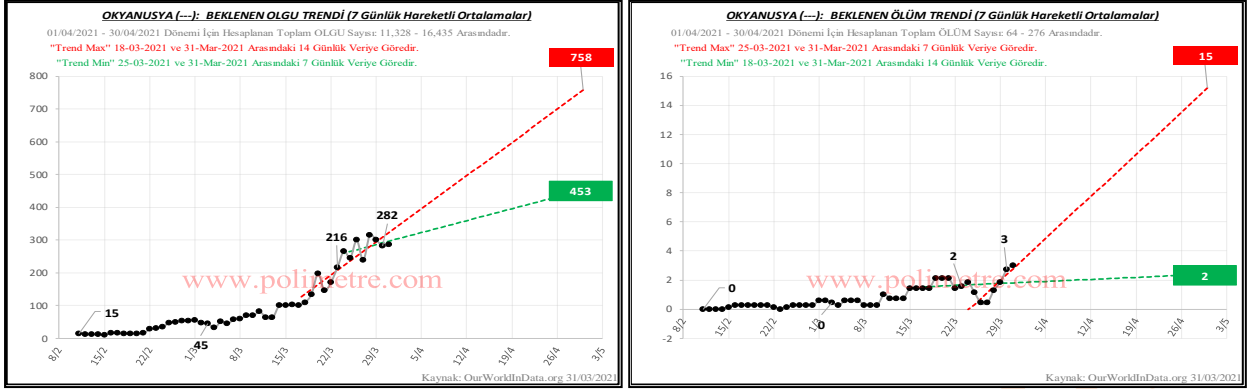 OKYANUSYA (---): BEKLENEN OLGU TRENDİ (7 Günlük Hareketli Ortalamalar)
01/04/2021 - 30/04/2021 Dönemi İçin Hesaplanan Toplam OLGU Sayısı: 11,328 - 16,435 Arasındadır.
"Trend Max" 18-03-2021 ve 31-Mar-2021 Arasındaki 14 Günlük Veriye Göredir.
"Trend Min" 25-03-2021 ve 31-Mar-2021 Arasındaki 7 Günlük Veriye Göredir.
758
800
700
600
500
453
400
300
282
216
200
www.polimetre.com
100
15
0
45
8/2 15/2 22/2 1/3 8/3 15/3 22/3 29/3 5/4 12/4 19/4 26/4 3/5
Kaynak: OurWorldInData.org 31/03/2021
OKYANUSYA (---): BEKLENEN ÖLÜM TRENDİ (7 Günlük Hareketli Ortalamalar)
01/04/2021 - 30/04/2021 Dönemi İçin Hesaplanan Toplam ÖLÜM Sayısı: 64 - 276 Arasındadır.
"Trend Max" 25-03-2021 ve 31-Mar-2021 Arasındaki 7 Günlük Veriye Göredir.
"Trend Min" 18-03-2021 ve 31-Mar-2021 Arasındaki 14 Günlük Veriye Göredir.
15
16
14
12
10
8
6
4
3
2
2
2
www.polimetre.com
0
0
0
-2
8/2 15/2 22/2 1/3 8/3 15/3 22/3 29/3 5/4 12/4 19/4 26/4 3/5
Kaynak: OurWorldInData.org 31/03/2021